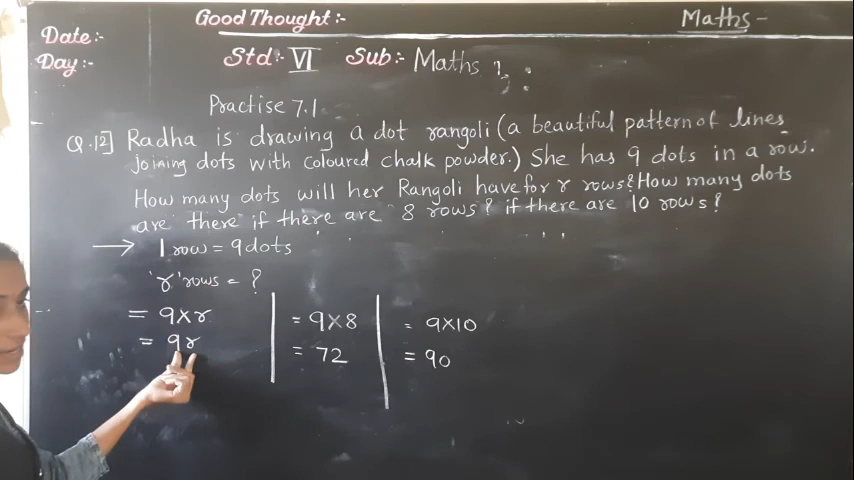 Good Thought:-
Maths -
Date:-
Day:-
Std:- VI Sub:- Maths
Practise 7.1
Q.12] Radha is drawing a dot rangoli (a beautiful pattern of lines
joining dots with coloured chalk powder.) She has 9 dots in a row.
How many dots will her Rangoli have for r rows? How many dots
are there if there are 8 rows? if there are 10 rows?
→ 1 row = 9 dots
'r' rows = ?
= 9×r
= 9r
= 9×8
= 72
= 9×10
= 90